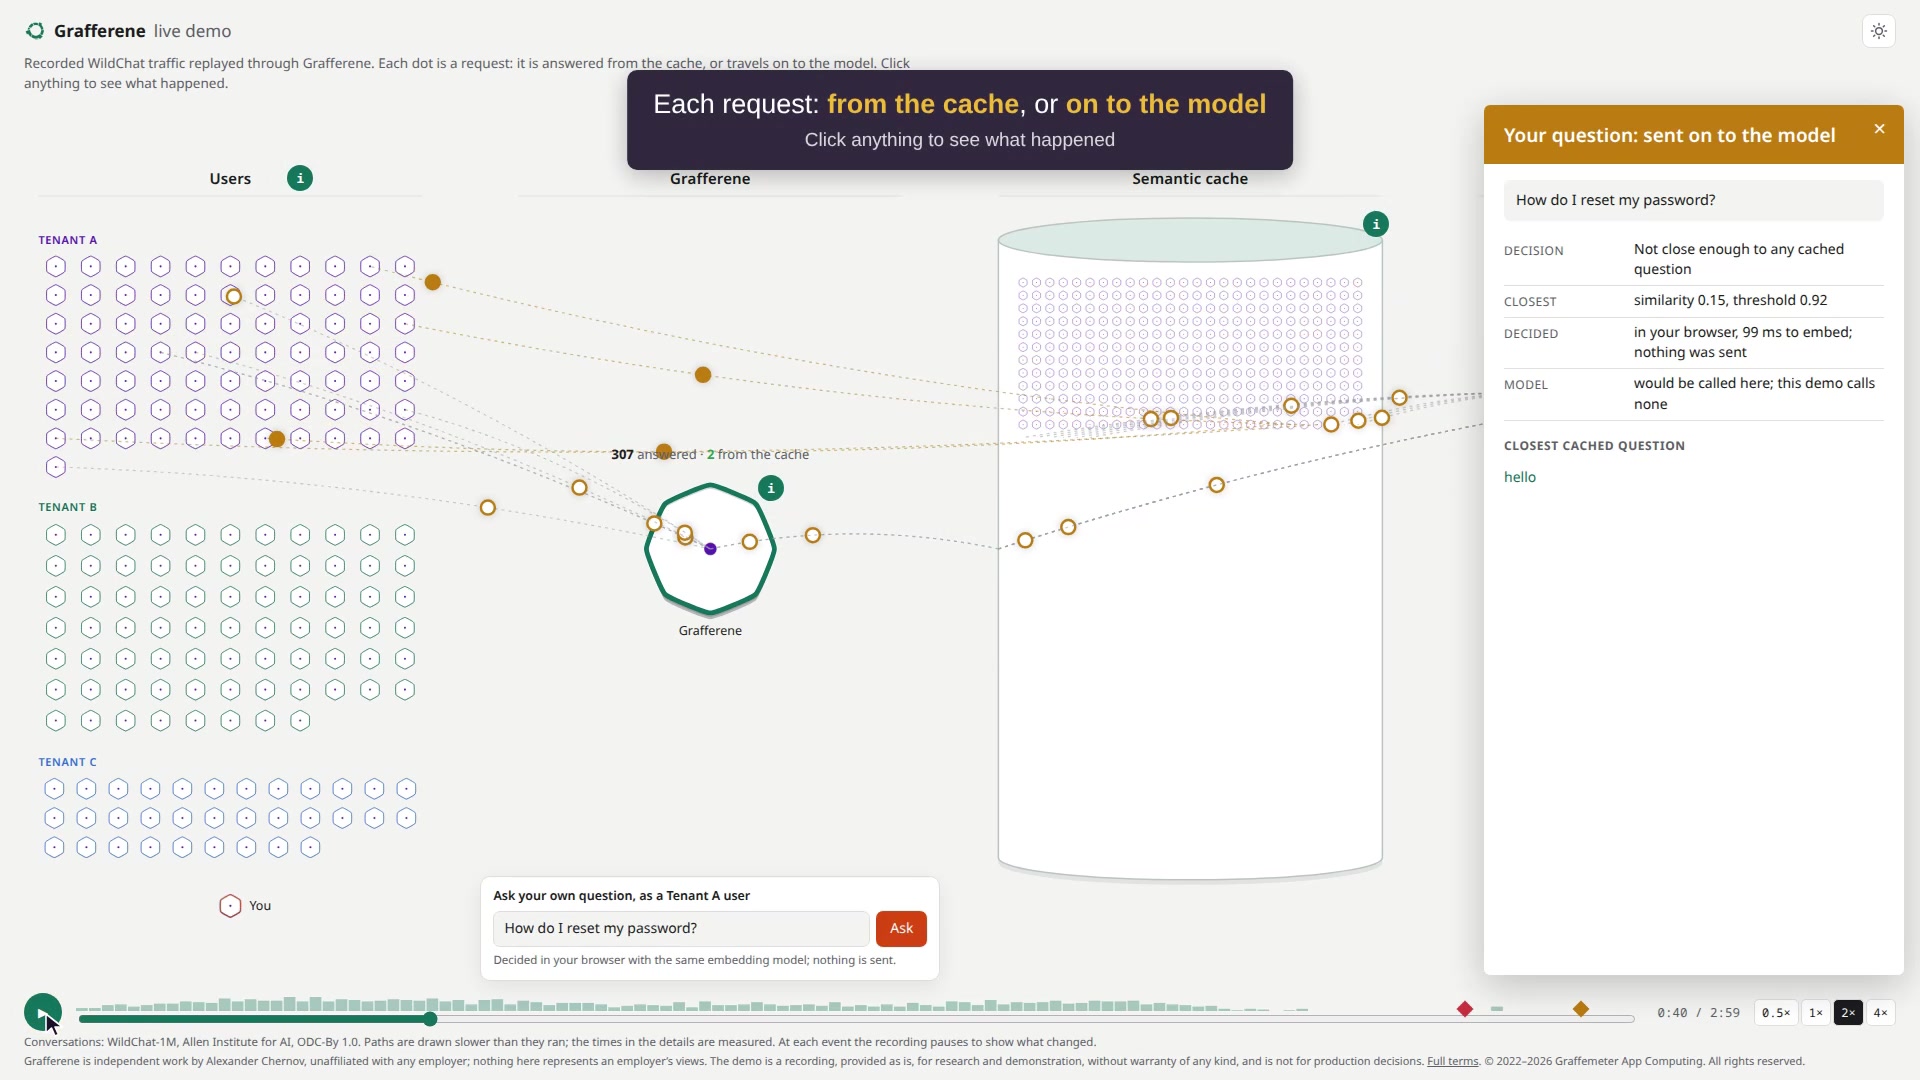 Grafferene live demo
Recorded WildChat traffic replayed through Grafferene. Each dot is a request: it is answered from the cache, or travels on to the model. Click
anything to see what happened.
Each request: from the cache, or on to the model
Click anything to see what happened
Users
i
Grafferene
Semantic cache
i
TENANT A
307 answered · 2 from the cache
i
Grafferene
TENANT B
TENANT C
You
Ask your own question, as a Tenant A user
How do I reset my password?
Ask
Decided in your browser with the same embedding model; nothing is sent.
Your question: sent on to the model
How do I reset my password?
DECISION
Not close enough to any cached
question
CLOSEST
similarity 0.15, threshold 0.92
DECIDED
in your browser, 99 ms to embed;
nothing was sent
MODEL
would be called here; this demo calls
none
CLOSEST CACHED QUESTION
hello
0:40 / 2:59
0.5×
1×
2×
4×
Conversations: WildChat-1M, Allen Institute for AI, ODC-By 1.0. Paths are drawn slower than they ran; the times in the details are measured. At each event the recording pauses to show what changed.
Grafferene is independent work by Alexander Chernov, unaffiliated with any employer; nothing here represents an employer's views. The demo is a recording, provided as is, for research and demonstration, without warranty of any kind, and is not for production decisions. Full terms. © 2022–2026 Graffemeter App Computing. All rights reserved.